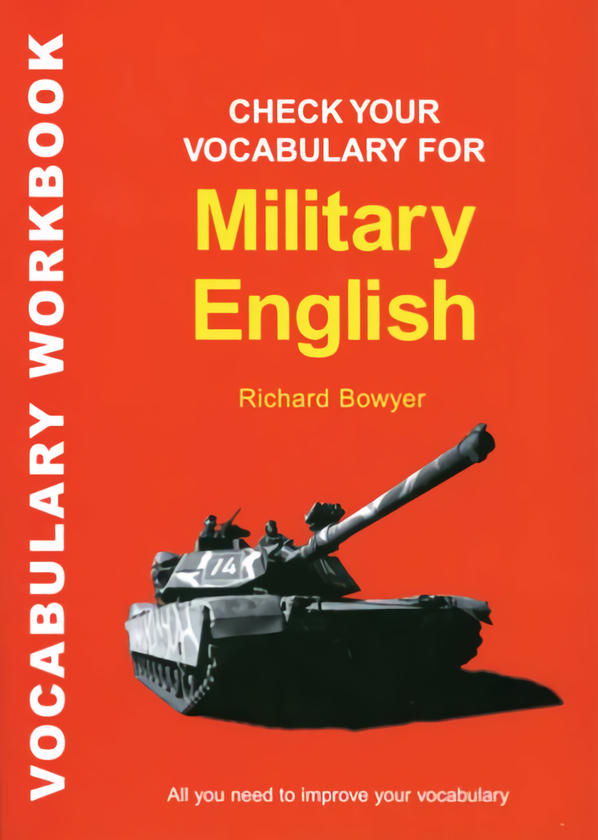 VOCABULARY WORKBOOK
CHECK YOUR
VOCABULARY FOR
Military
English
Richard Bowyer
14
All you need to improve your vocabulary